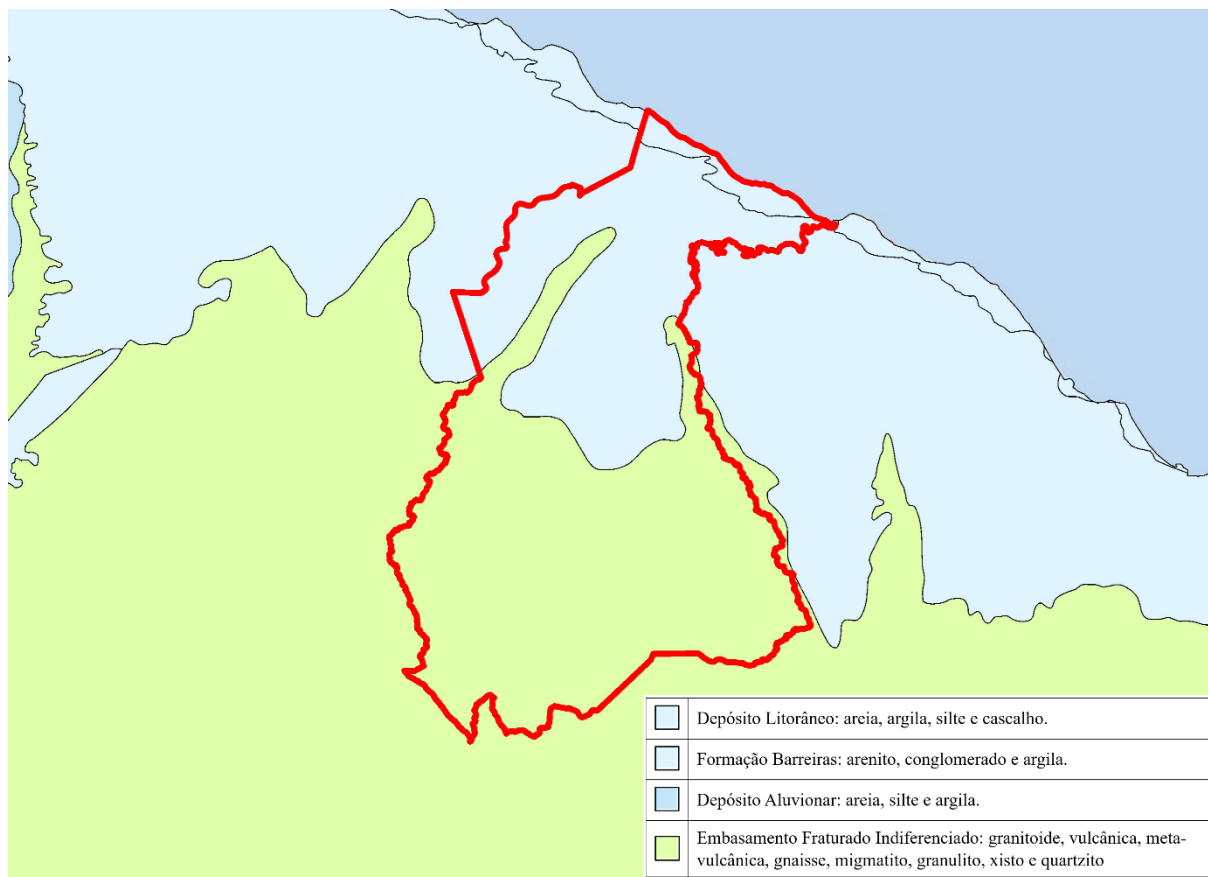 Depósito Litorâneo: areia, argila, silte e cascalho.
Formação Barreiras: arenito, conglomerado e argila.
Depósito Aluvionar: areia, silte e argila.
Embasamento Fraturado Indiferenciado: granitoide, vulcânica, meta-
vulcânica, gnaisse, migmatito, granulito, xisto e quartzito